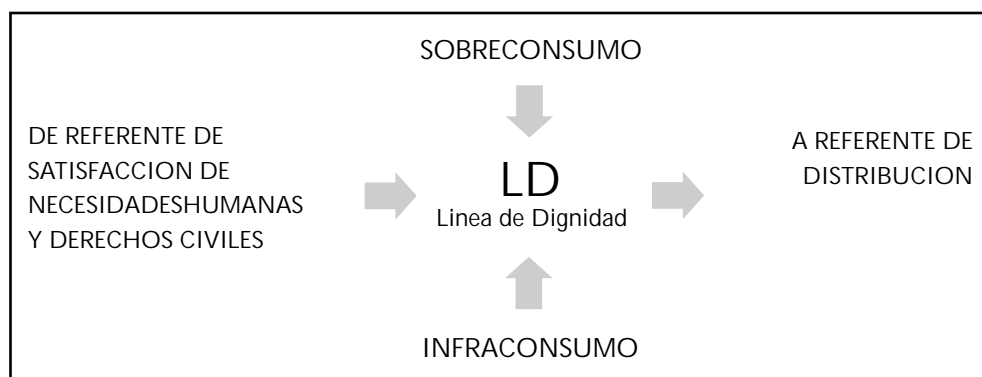 SOBRECONSUMO
DE REFERENTE DE
SATISFACCION DE
NECESIDADESHUMANAS
Y DERECHOS CIVILES
LD
Linea de Dignidad
A REFERENTE DE
DISTRIBUCION
INFRACONSUMO